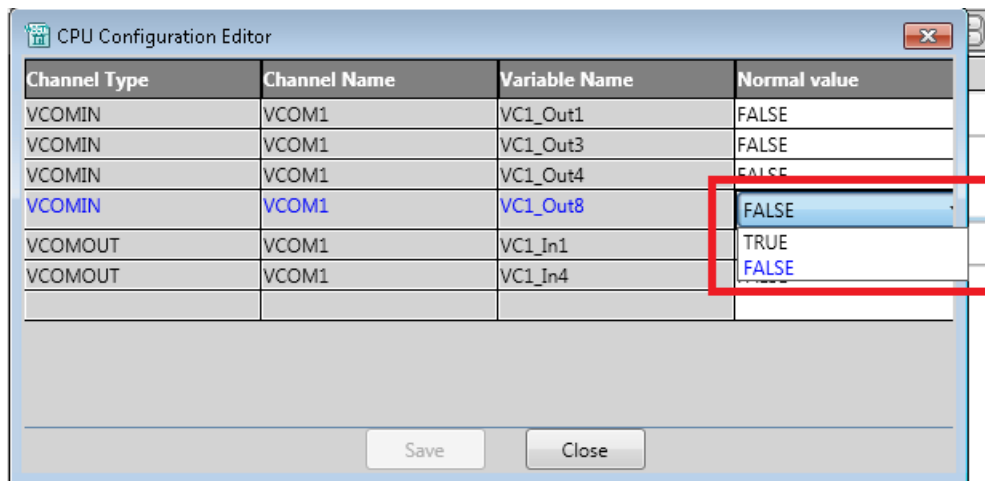 CPU Configuration Editor
Channel Type Channel Name Variable Name Normal value
VCOMIN VCOM1 VC1_Out1 FALSE
VCOMIN VCOM1 VC1_Out3 FALSE
VCOMIN VCOM1 VC1_Out4 FALSE
VCOMIN VCOM1 VC1_Out8 FALSE
VCOMOUT VCOM1 VC1_In1 TRUE
VCOMOUT VCOM1 VC1_In4 FALSE
Save Close